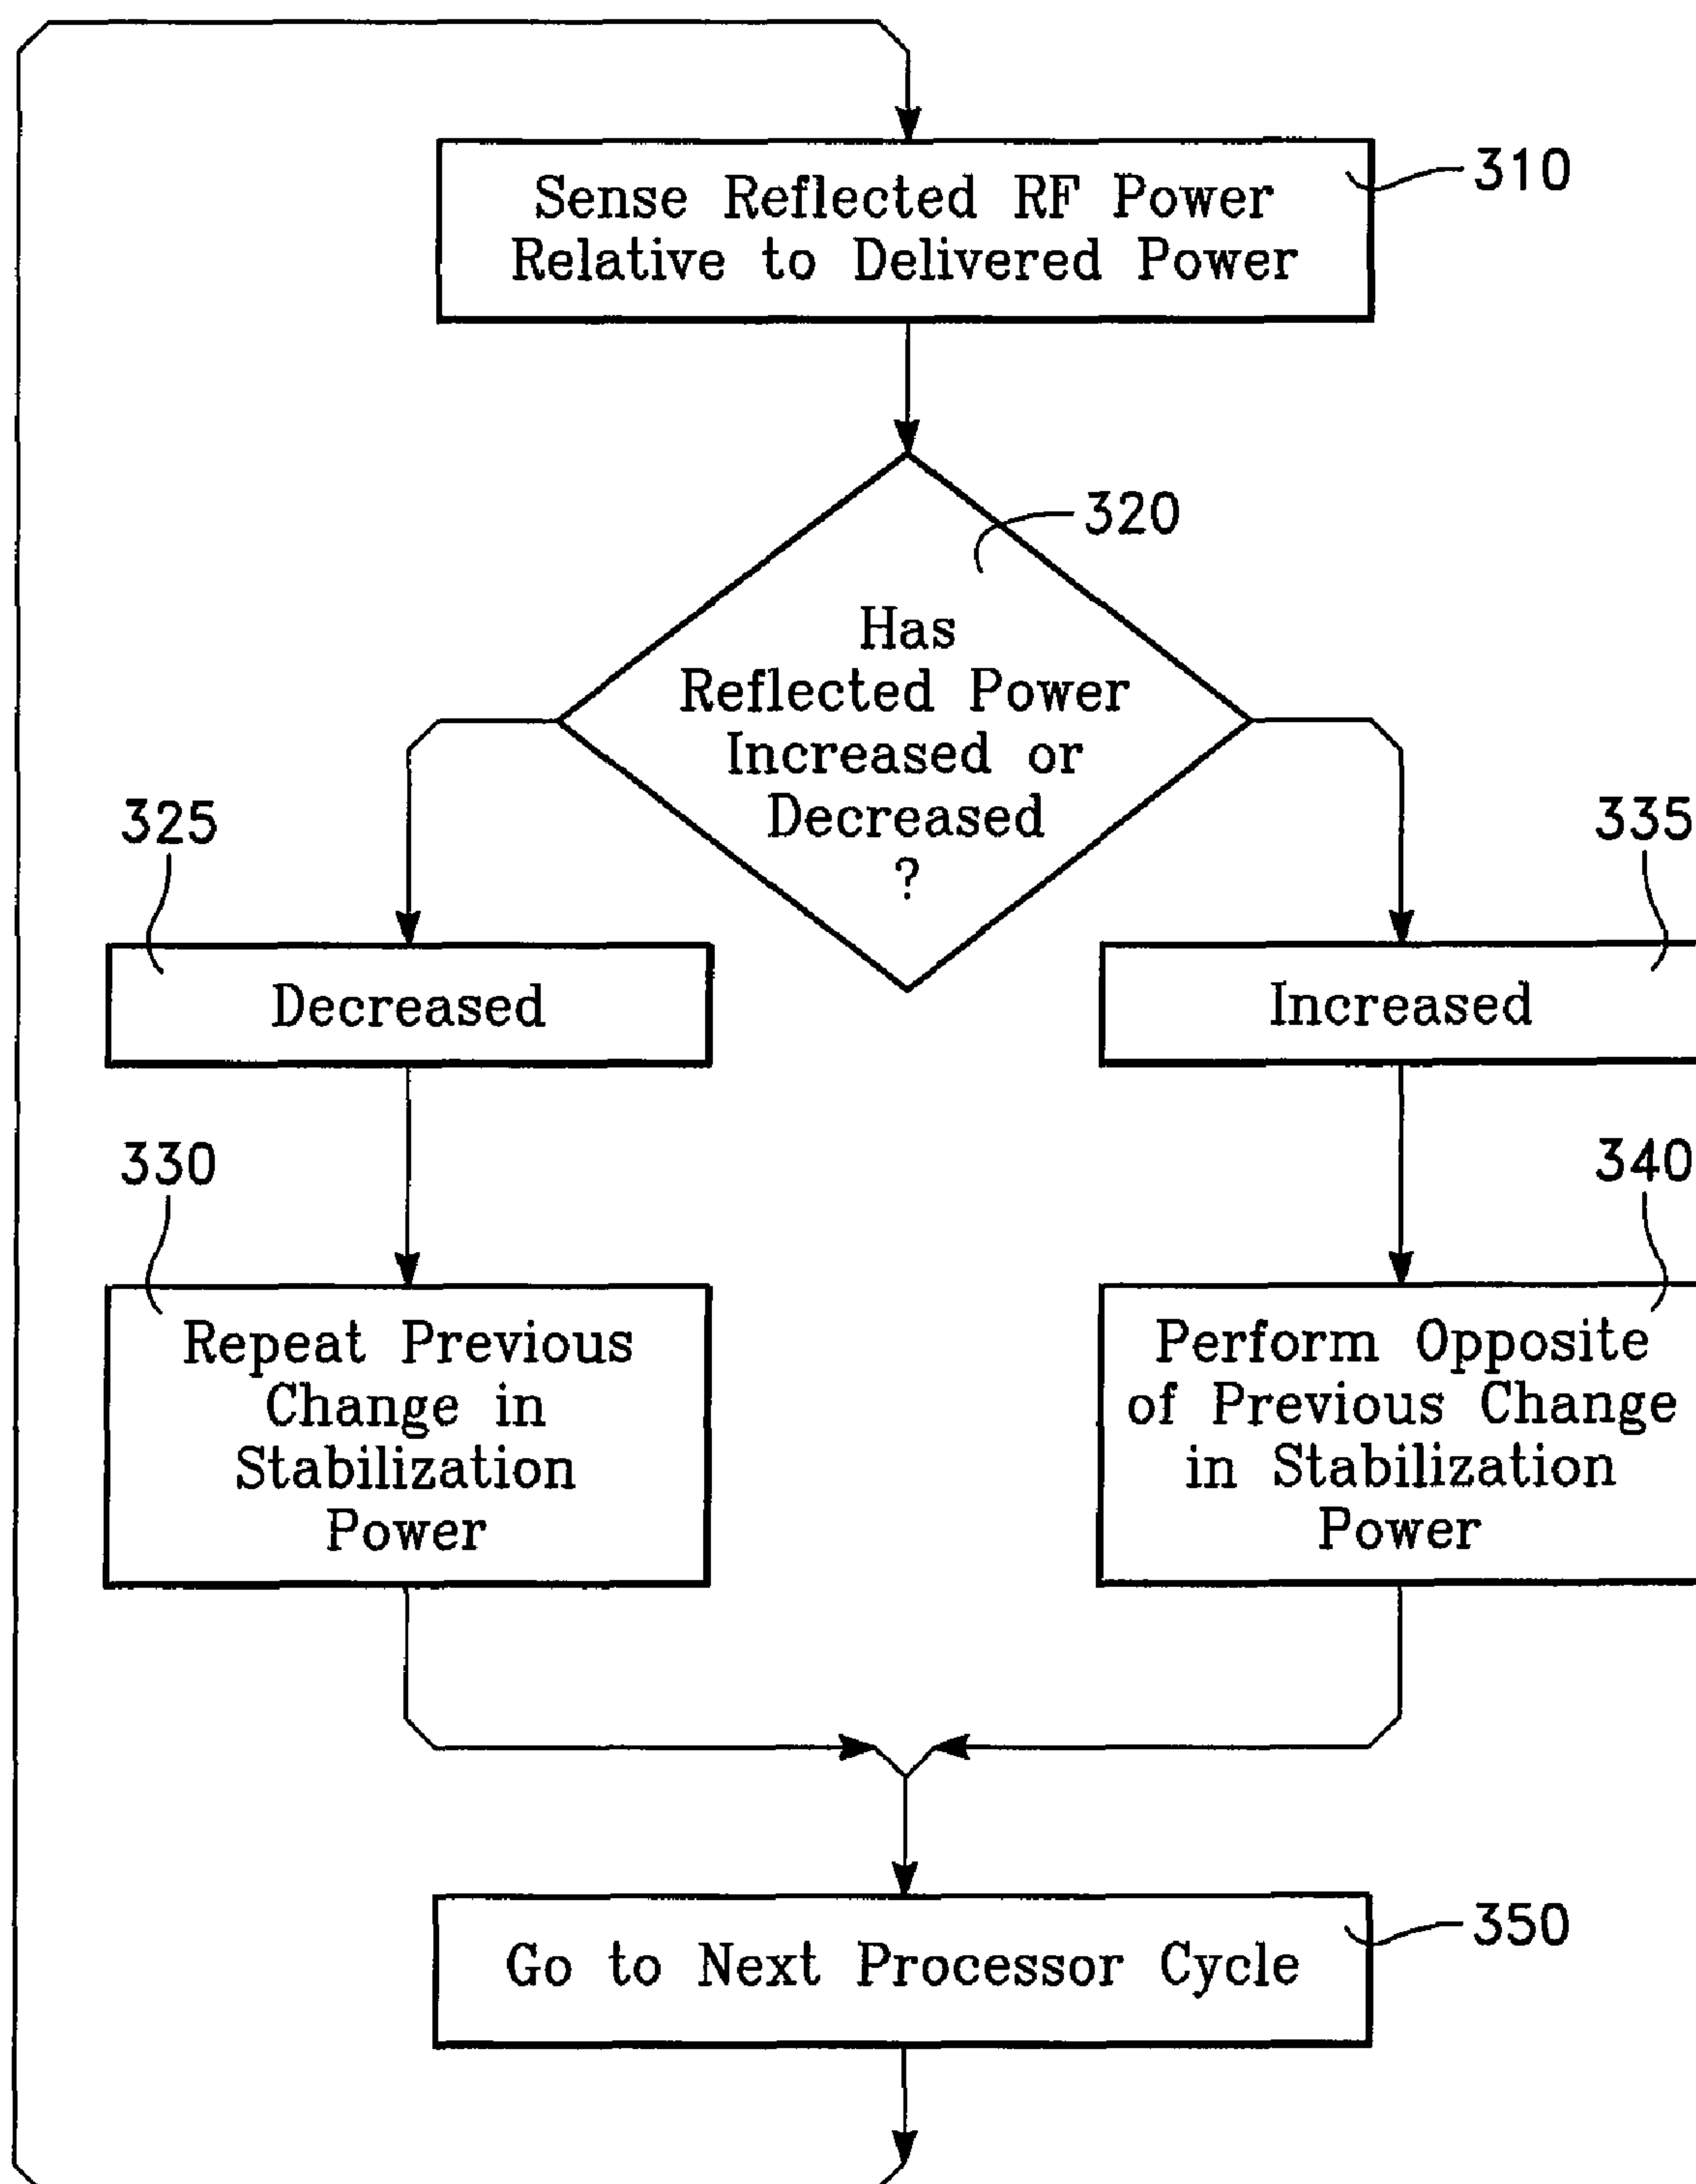 Sense Reflected RF Power
Relative to Delivered Power
310
320
Has
Reflected Power
Increased or
Decreased
?
325
335
Decreased
Increased
330
340
Repeat Previous
Change in
Stabilization
Power
Perform Opposite
of Previous Change
in Stabilization
Power
Go to Next Processor Cycle
350